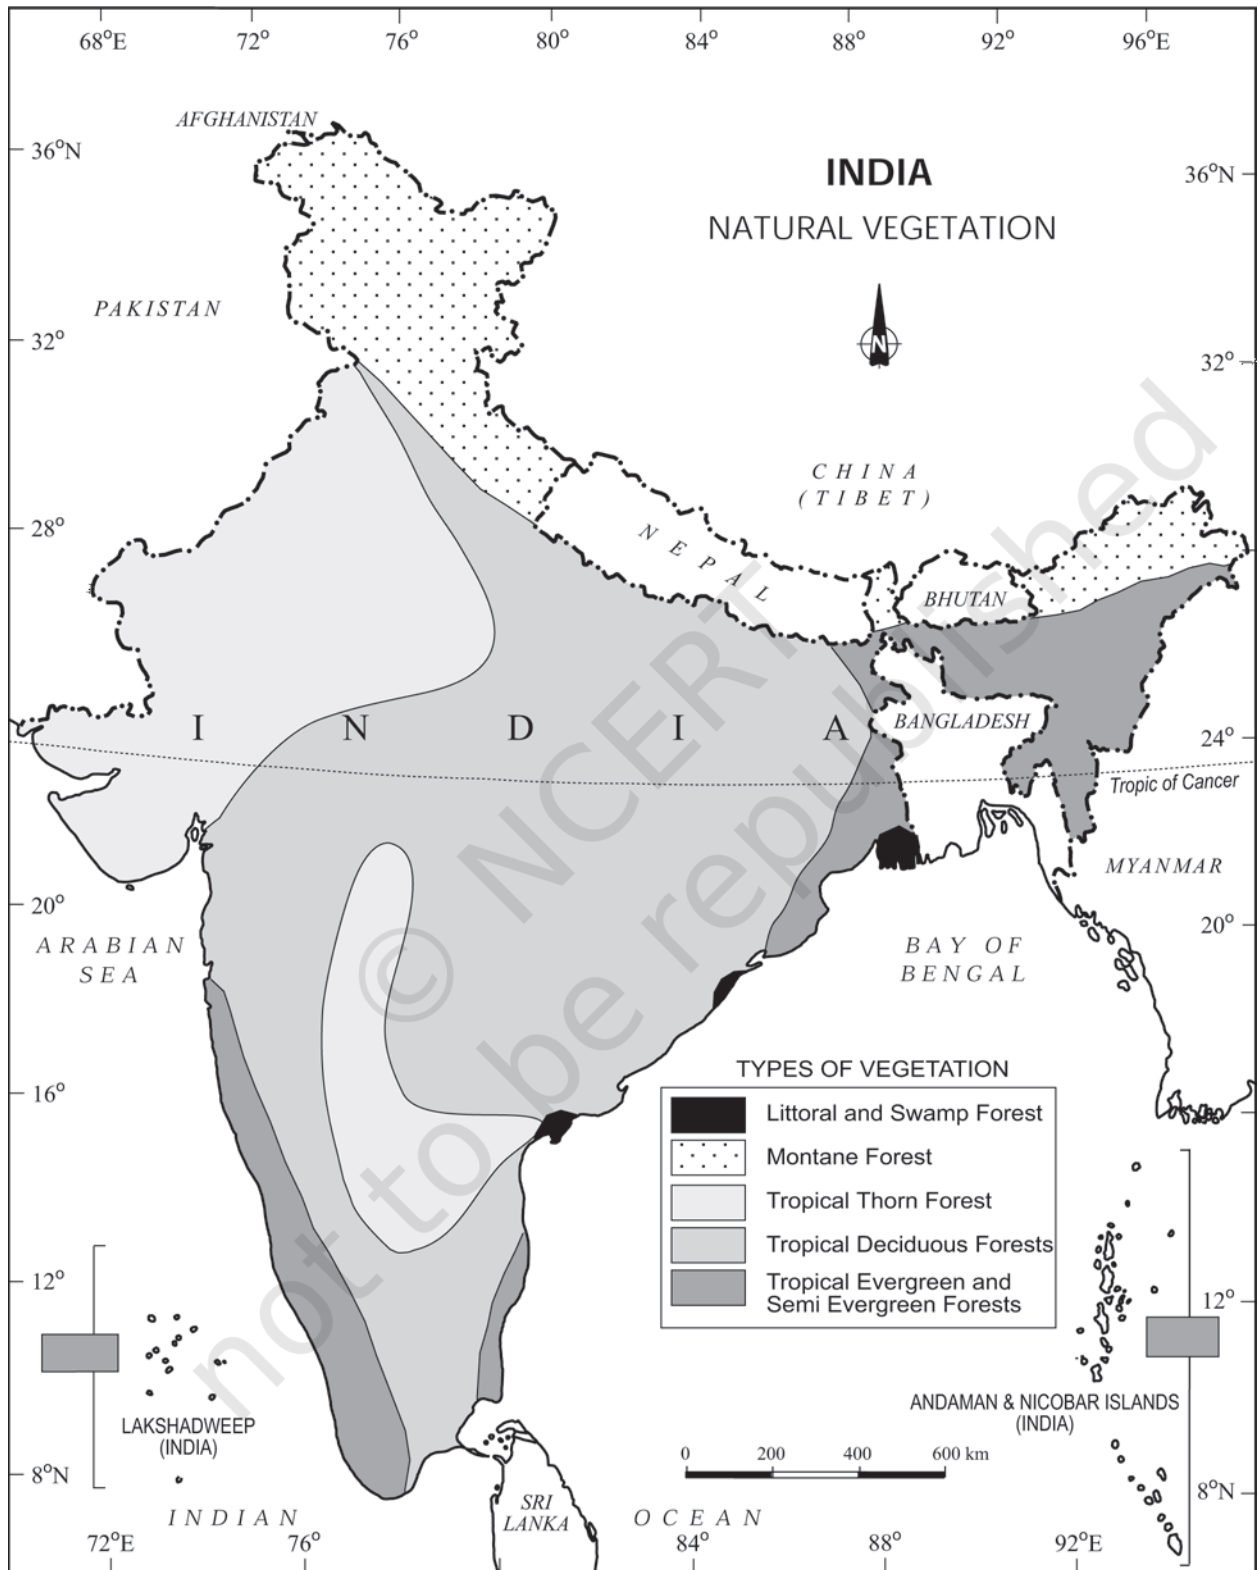 68°E 72° 76° 80° 84° 88° 92° 96°E
AFGHANISTAN
36°N
INDIA
36°N
NATURAL VEGETATION
PAKISTAN
N
32°
32°
CHINA
(TIBET)
28°
NEPAL
BHUTAN
I N D I A
BANGLADESH
24°
Tropic of Cancer
MYANMAR
20°
20°
ARABIAN
SEA
BAY OF
BENGAL
© NCERT
not to be republished
TYPES OF VEGETATION
16°
Littoral and Swamp Forest
Montane Forest
Tropical Thorn Forest
Tropical Deciduous Forests
Tropical Evergreen and
Semi Evergreen Forests
12°
12°
LAKSHADWEEP
(INDIA)
ANDAMAN & NICOBAR ISLANDS
(INDIA)
0 200 400 600 km
8°N
8°N
SRI
LANKA
INDIAN OCEAN
72°E 76° 84° 88° 92°E